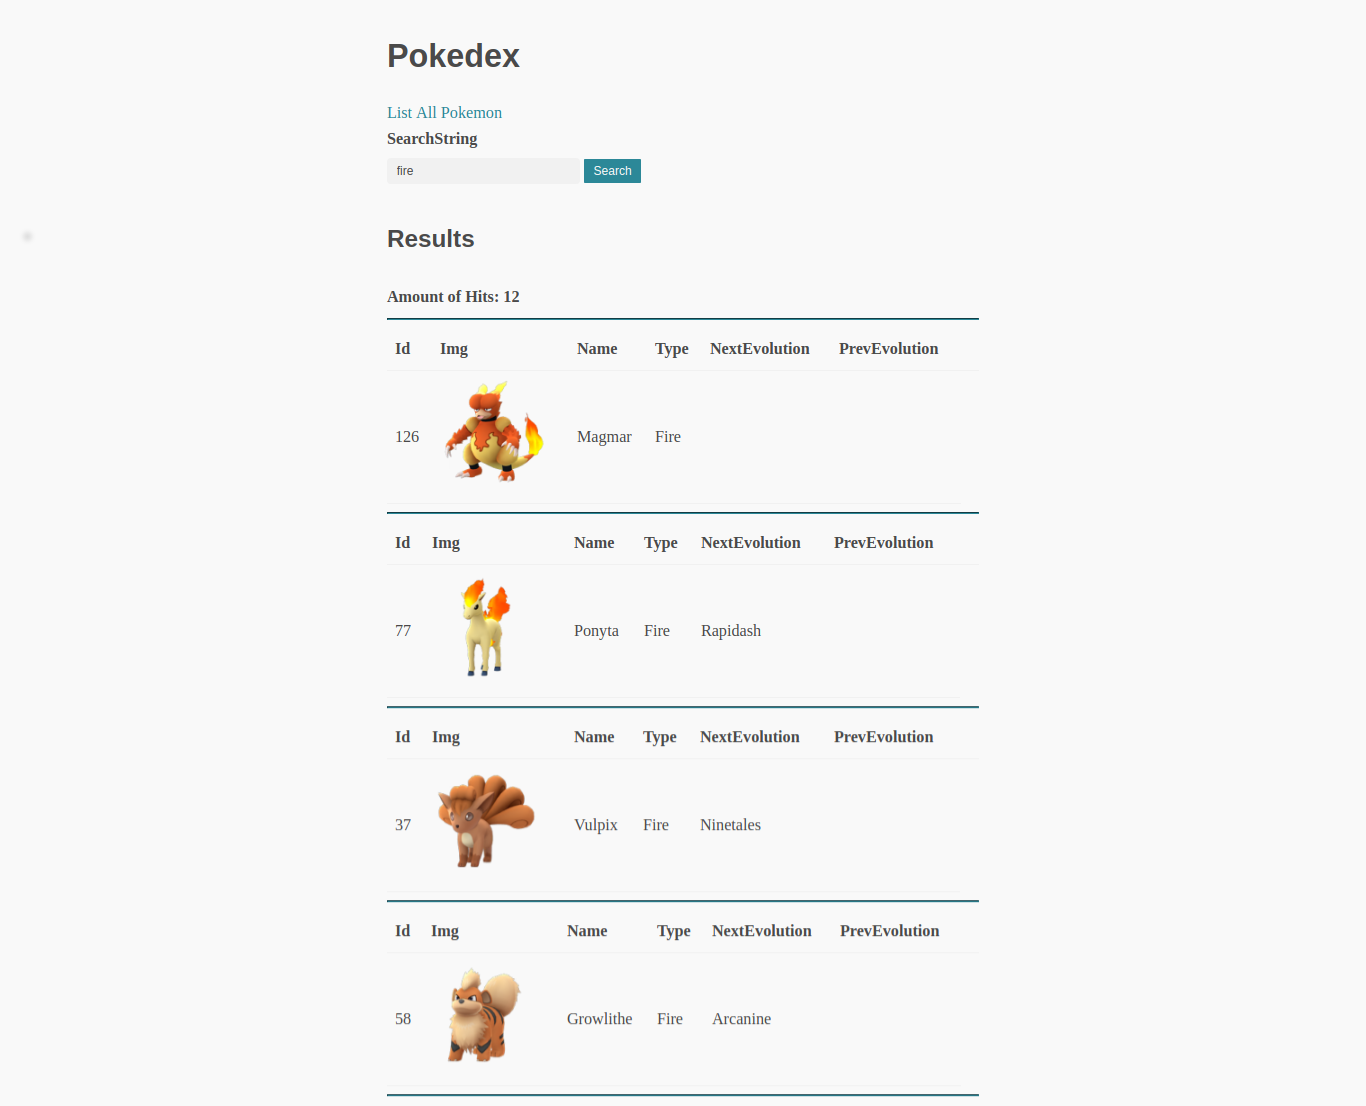 Pokedex
List All Pokemon
SearchString
fire Search
Results
Amount of Hits: 12
Id Img Name Type NextEvolution PrevEvolution
126 Magmar Fire
Id Img Name Type NextEvolution PrevEvolution
77 Ponyta Fire Rapidash
Id Img Name Type NextEvolution PrevEvolution
37 Vulpix Fire Ninetales
Id Img Name Type NextEvolution PrevEvolution
58 Growlithe Fire Arcanine